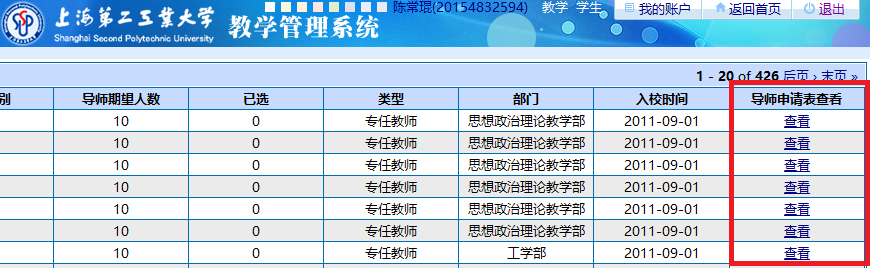 上海第二工业大学
Shanghai Second Polytechnic University
教学管理系统
陈常琨(20154832594) 教学 学生 我的账户 返回首页 退出
1 - 20 of 426 后页 › 末页 »
别 导师期望人数 已选 类型 部门 入校时间 导师申请表查看
10 0 专任教师 思想政治理论教学部 2011-09-01 查看
10 0 专任教师 思想政治理论教学部 2011-09-01 查看
10 0 专任教师 思想政治理论教学部 2011-09-01 查看
10 0 专任教师 思想政治理论教学部 2011-09-01 查看
10 0 专任教师 思想政治理论教学部 2011-09-01 查看
10 0 专任教师 思想政治理论教学部 2011-09-01 查看
10 0 专任教师 工学部 2011-09-01 查看